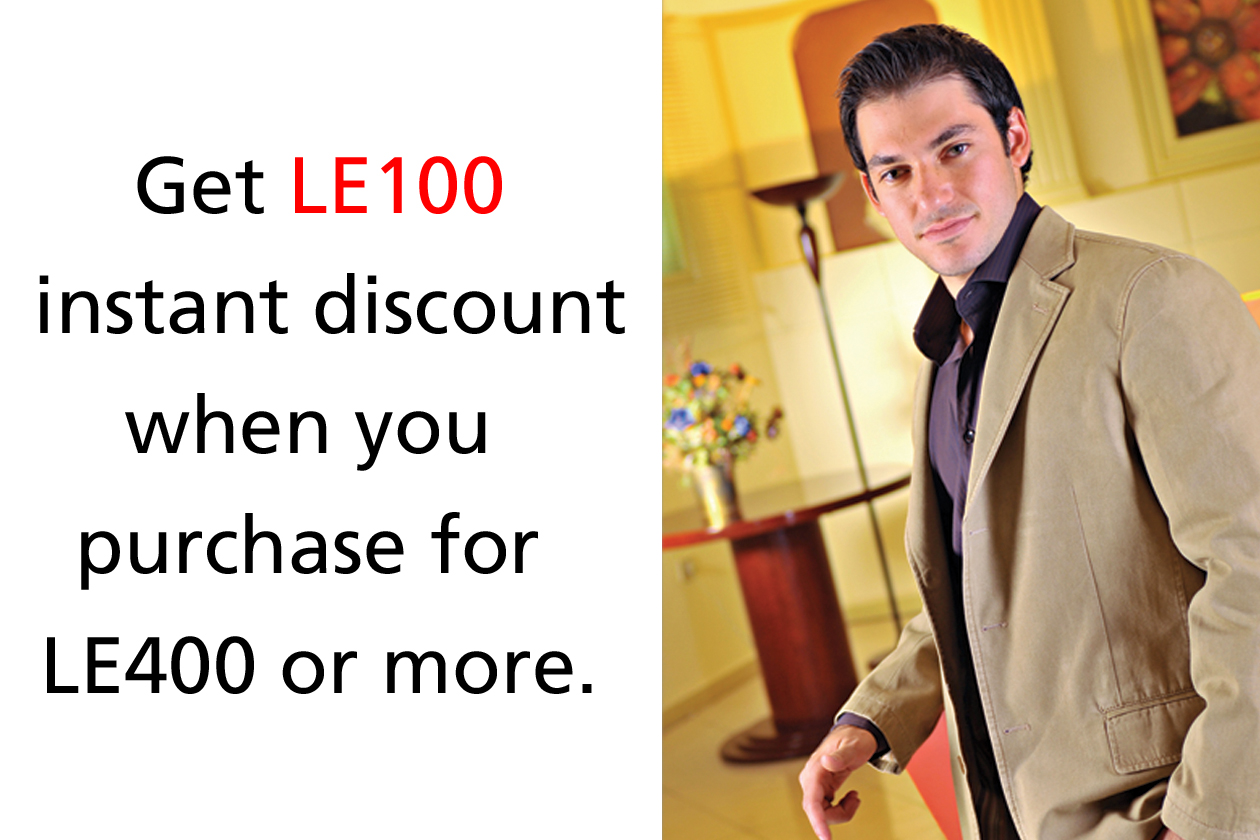 Get LE100
instant discount
when you
purchase for
LE400 or more.